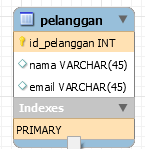 pelanggan
id_pelanggan INT
nama VARCHAR(45)
email VARCHAR(45)
Indexes
PRIMARY